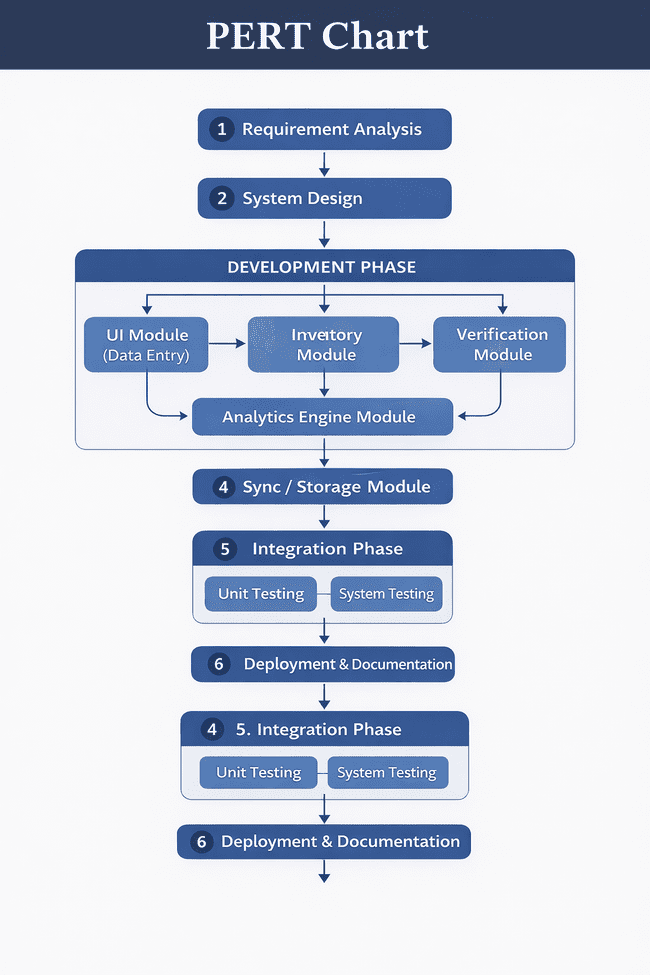 PERT Chart
1 Requirement Analysis
2 System Design
DEVELOPMENT PHASE
UI Module
(Data Entry)
Inventory
Module
Verification
Module
Analytics Engine Module
4 Sync / Storage Module
5 Integration Phase
Unit Testing
System Testing
6 Deployment & Documentation
4 5. Integration Phase
Unit Testing
System Testing
6 Deployment & Documentation